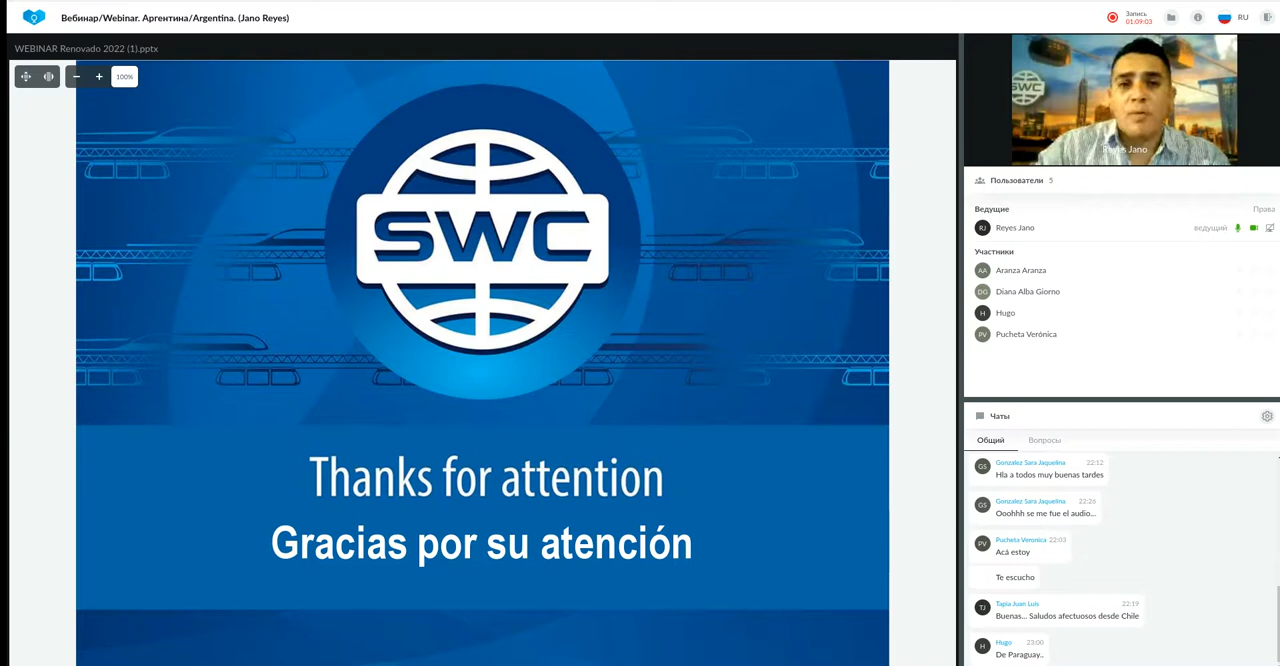 Вебинар/Webinar. Аргентина/Argentina. (Jano Reyes)
Запись
01:09:03
RU
WEBINAR Renovado 2022 (1).pptx
100%
SWC
Thanks for attention
Gracias por su atención
SWC
Reyes Jano
Пользователи 5
Ведущие
Права
RJ
Reyes Jano
ведущий
Участники
AA
Aranza Aranza
DG
Diana Alba Giorno
H
Hugo
PV
Pucheta Verónica
Чаты
Общий
Вопросы
GS
Gonzalez Sara Jaquelina 22:12
Hla a todos muy buenas tardes
GS
Gonzalez Sara Jaquelina 22:26
Ooohhh se me fue el audio...
PV
Pucheta Veronica 22:03
Acá estoy
Te escucho
TJ
Tapia Juan Luis 22:19
Buenas... Saludos afectuosos desde Chile
H
Hugo 23:00
De Paraguay..